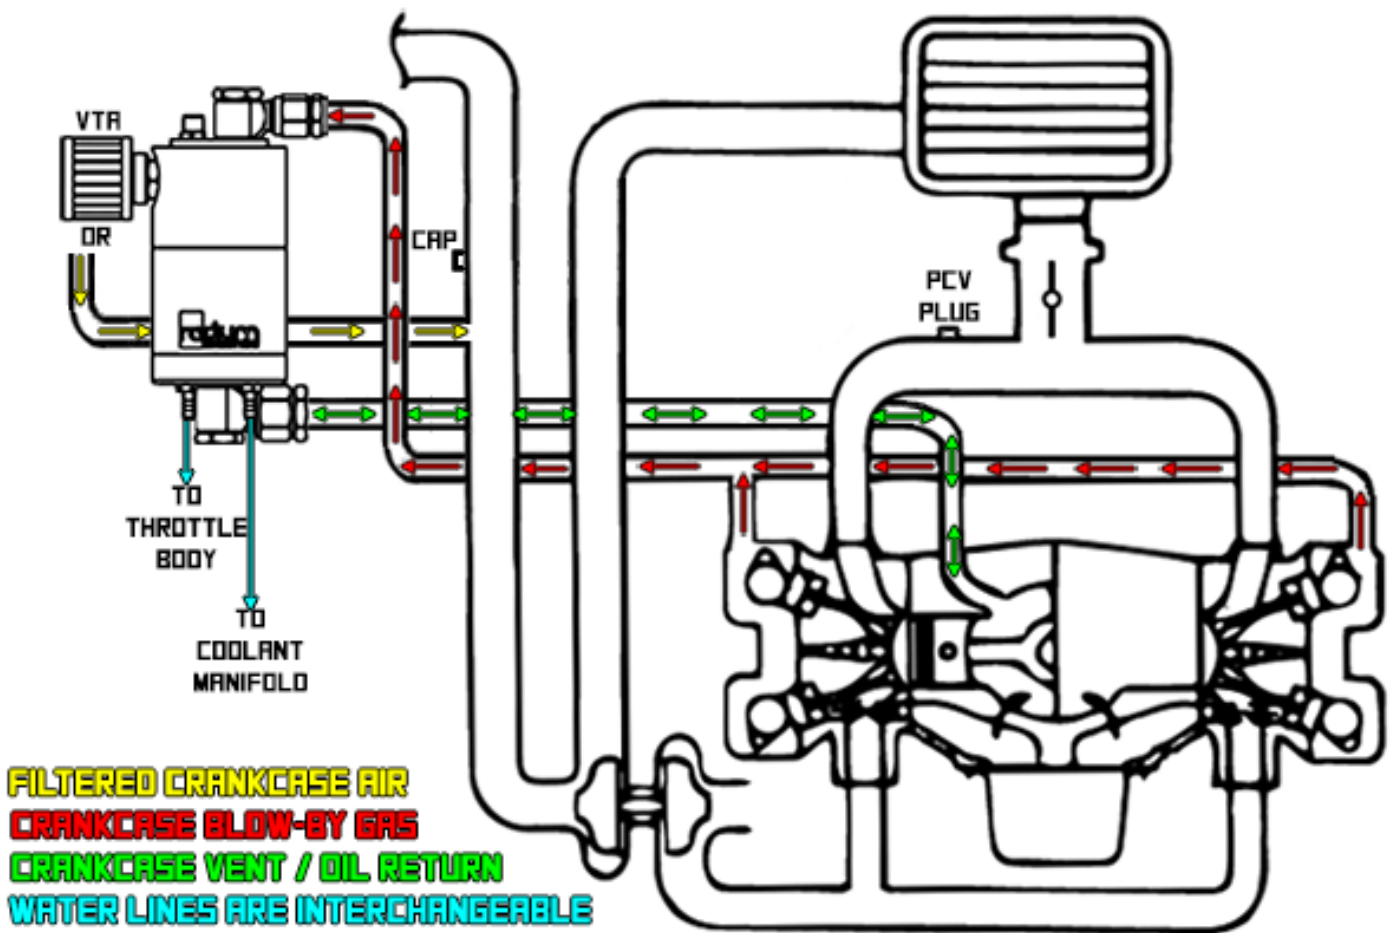 VTA
OR
CAP
PCV
PLUG
radium
TO
THROTTLE
BODY
TO
COOLANT
MANIFOLD
FILTERED CRANKCASE AIR
CRANKCASE BLOW-BY GAS
CRANKCASE VENT / OIL RETURN
WATER LINES ARE INTERCHANGEABLE